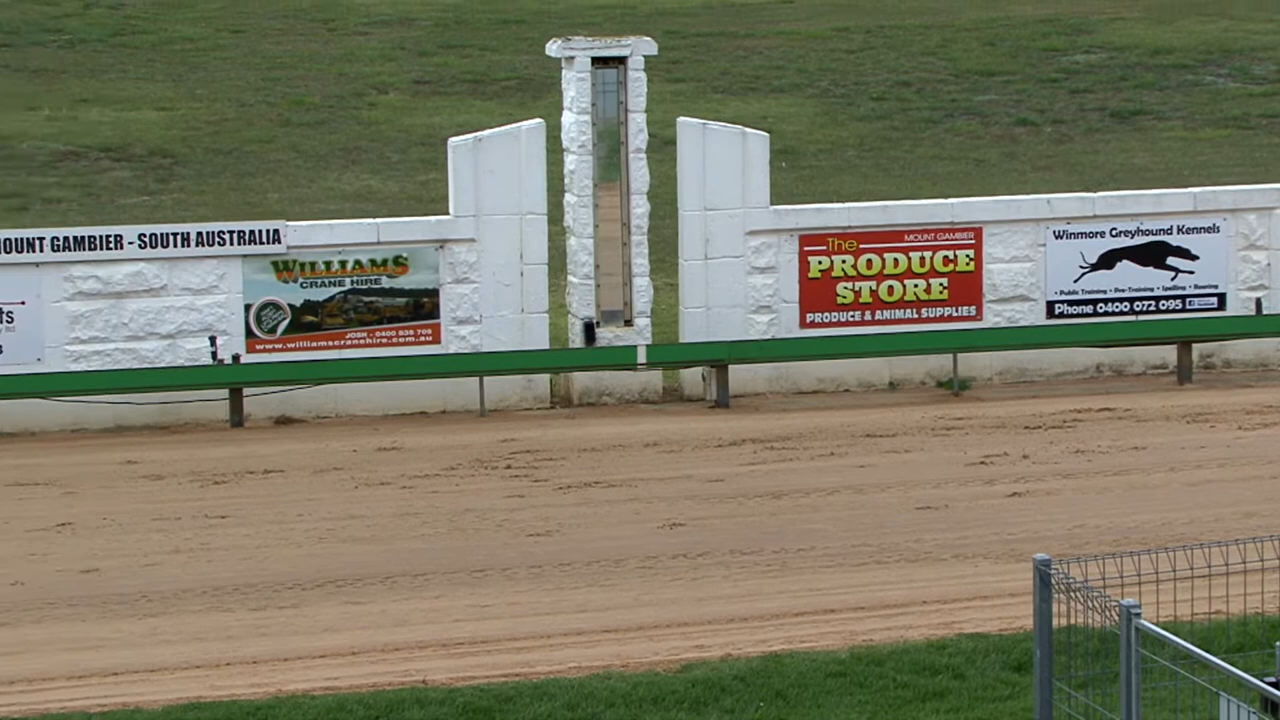 MOUNT GAMBIER - SOUTH AUSTRALIA
ts
WILLIAMS
CRANE HIRE
JOSH - 0400 838 709
www.williamscranehire.com.au
MOUNT GAMBIER
The
PRODUCE
STORE
PRODUCE & ANIMAL SUPPLIES
Winmore Greyhound Kennels
• Public Training • Pre-Training • Spelling • Rearing
Phone 0400 072 095